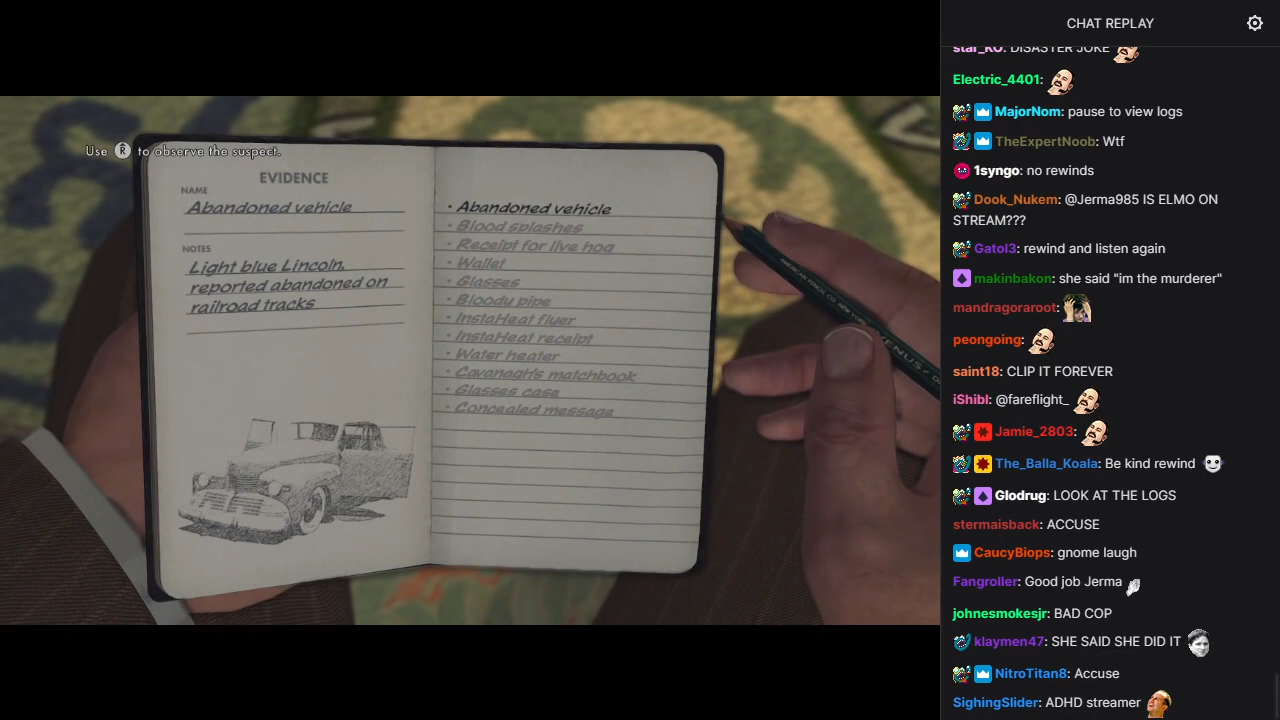 Use R to observe the suspect.
EVIDENCE
NAME
Abandoned vehicle
NOTES
Light blue Lincoln,
reported abandoned on
railroad tracks
• Abandoned vehicle
• Blood splashes
• Receipt for live hog
• Wallet
• Glasses
• Bloody pipe
• InstaHeat flyer
• InstaHeat receipt
• Water heater
• Cavanagh's matchbook
• Glasses case
• Concealed message
AMERICAN PENCIL CO. NEW YORK
VENUS
CHAT REPLAY
star_KO: DISASTER JOKE
Electric_4401:
MajorNom: pause to view logs
TheExpertNoob: Wtf
1syngo: no rewinds
Dook_Nukem: @Jerma985 IS ELMO ON
STREAM???
Gatol3: rewind and listen again
makinbakon: she said "im the murderer"
mandragoraroot:
peongoing:
saint18: CLIP IT FOREVER
iShibl: @fareflight_
Jamie_2803:
The_Balla_Koala: Be kind rewind
Glodrug: LOOK AT THE LOGS
stermaisback: ACCUSE
CaucyBiops: gnome laugh
Fangroller: Good job Jerma
johnesmokesjr: BAD COP
klaymen47: SHE SAID SHE DID IT
NitroTitan8: Accuse
SighingSlider: ADHD streamer